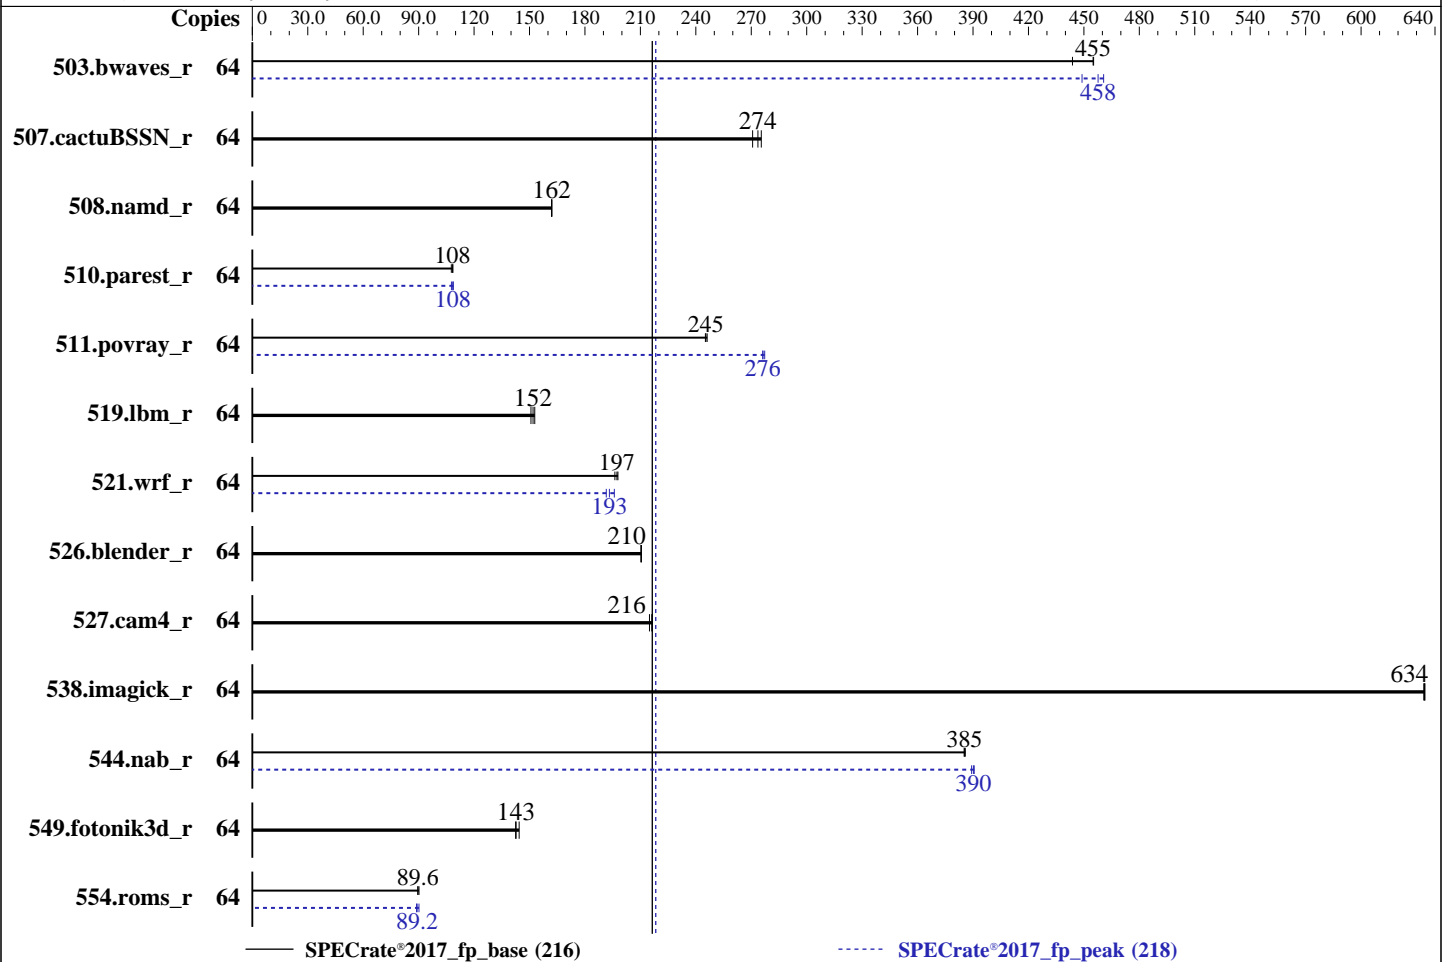 Copies 0 30.0 60.0 90.0 120 150 180 210 240 270 300 330 360 390 420 450 480 510 540 570 600 640
503.bwaves_r 64 455
458
507.cactuBSSN_r 64 274
508.namd_r 64 162
510.parest_r 64 108
108
511.povray_r 64 245
276
519.lbm_r 64 152
521.wrf_r 64 197
193
526.blender_r 64 210
527.cam4_r 64 216
538.imagick_r 64 634
544.nab_r 64 385
390
549.fotonik3d_r 64 143
554.roms_r 64 89.6
89.2
SPECrate®2017_fp_base (216) SPECrate®2017_fp_peak (218)